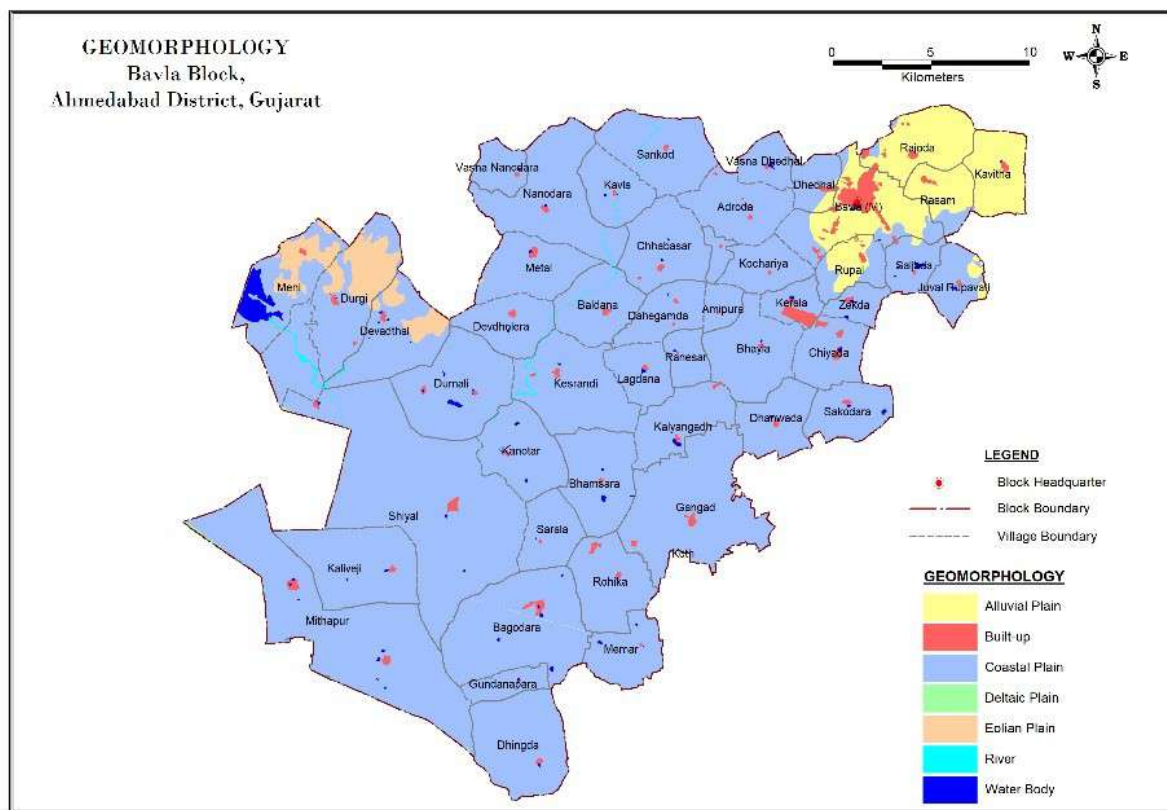 GEOMORPHOLOGY
Bavla Block,
Ahmedabad District, Gujarat
0 5 10
Kilometers
N
W E
S
Sankod
Vasna Nanodara
Vasna Dhedhal
Rajoda
Kavitha
Nanodara
Kavla
Dhedhal
Rasam
Adroda
Bavla (M)
Chhabasar
Metal
Kochariya
Rupal
Saljada
Meni
Durgi
Juval Rupavati
Baldana
Amipura
Kerala
Zekda
Devadthal
Devdholera
Dahegamda
Bhayla
Chiyada
Ranesar
Dumali
Kesrandi
Lagdana
Dhanwada
Sakodara
Kalyangadh
Kanotar
Bhamsara
Gangad
Shiyal
Sarala
Koth
Kaliveji
Rohika
Mithapur
Bagodara
Memar
Gundanapara
Dhingda
LEGEND
Block Headquarter
Block Boundary
Village Boundary
GEOMORPHOLOGY
Alluvial Plain
Built-up
Coastal Plain
Deltaic Plain
Eolian Plain
River
Water Body